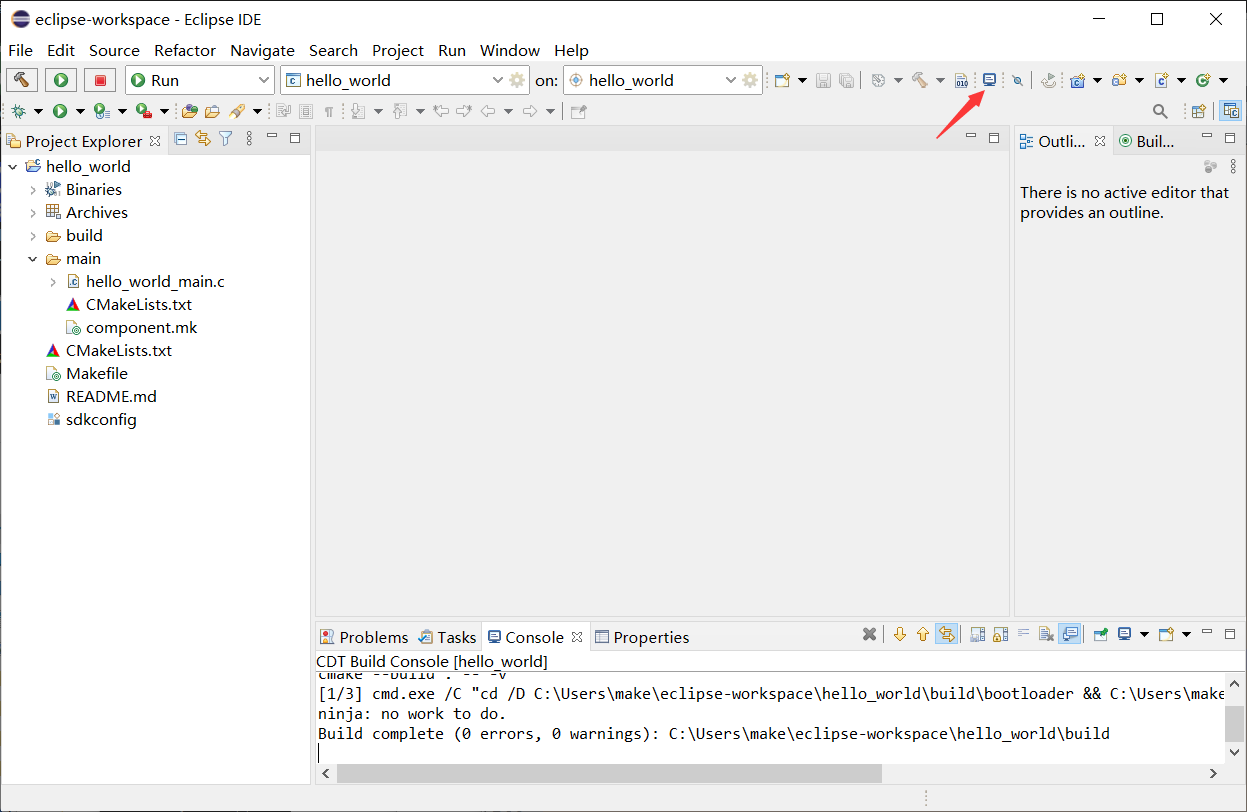 eclipse-workspace - Eclipse IDE
File Edit Source Refactor Navigate Search Project Run Window Help
Run hello_world on: hello_world
Project Explorer
Outli... Buil...
hello_world
Binaries
Archives
build
main
hello_world_main.c
CMakeLists.txt
component.mk
CMakeLists.txt
Makefile
README.md
sdkconfig
There is no active editor that
provides an outline.
Problems Tasks Console Properties
CDT Build Console [hello_world]
cmake --build . -- -v
[1/3] cmd.exe /C "cd /D C:\Users\make\eclipse-workspace\hello_world\build\bootloader && C:\Users\make
ninja: no work to do.
Build complete (0 errors, 0 warnings): C:\Users\make\eclipse-workspace\hello_world\build